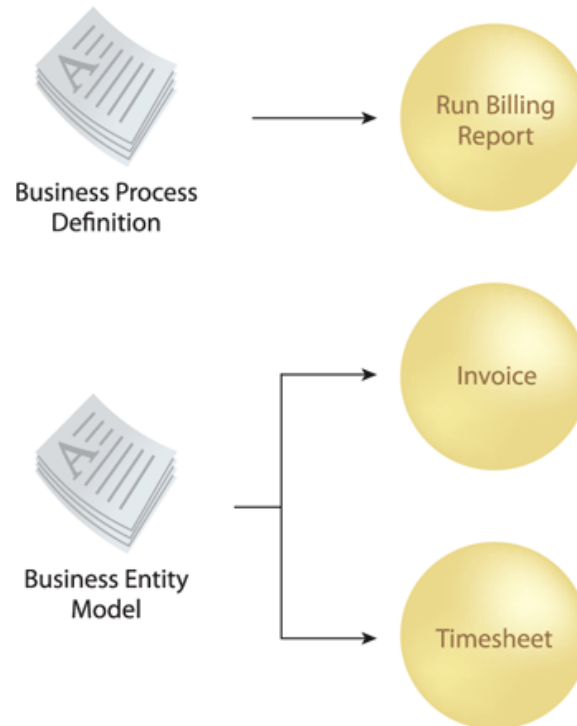 A
Business Process
Definition
Run Billing
Report
Invoice
A
Business Entity
Model
Timesheet